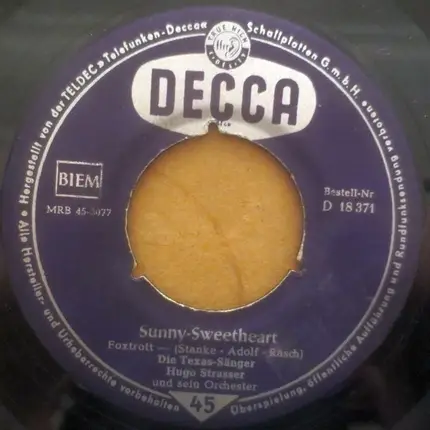 Hergestellt von der TELDEC »Telefunken-Decca« Schallplatten G.m.b.H.
DECCA
BIEM
MRB 45-3077
Bestell-Nr
D 18371
Sunny-Sweetheart
Foxtrott — (Stanke - Adolf - Rasch)
Die Texas-Sänger
Hugo Strasser
und sein Orchester
45
Alle Hersteller- und Urheberrechte vorbehalten
Überspielung, öffentliche Aufführung und Rundfunksendung verboten